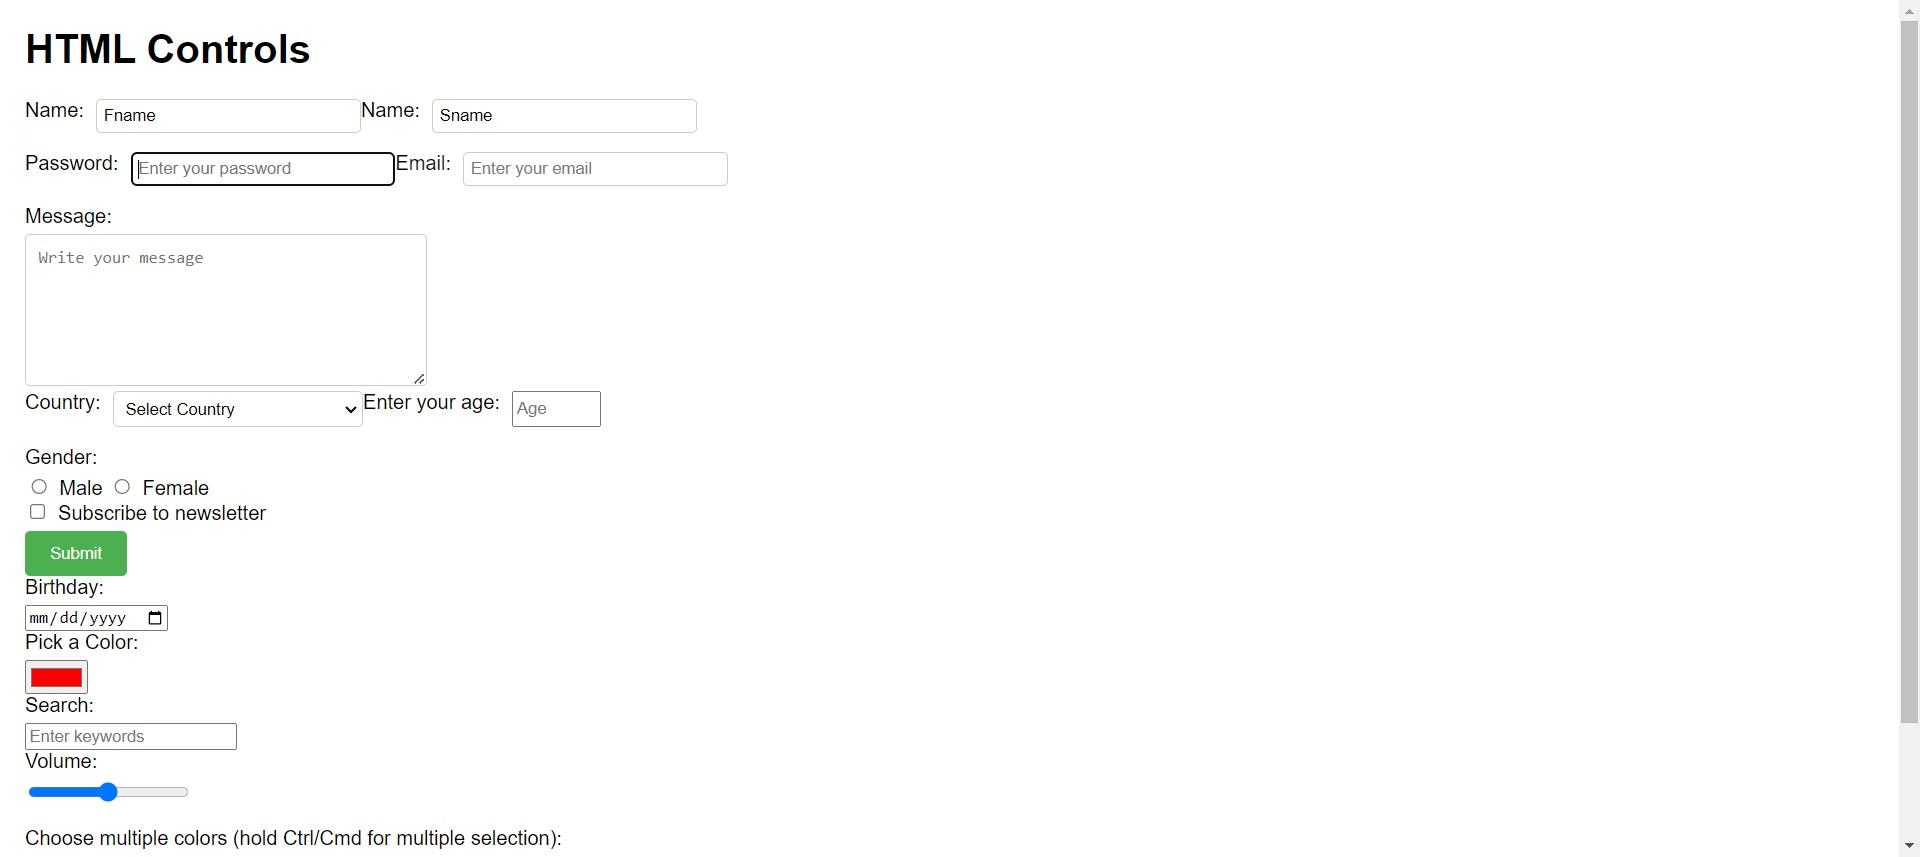 HTML Controls
Name: Fname Name: Sname
Password: Enter your password Email: Enter your email
Message:
Write your message
Country: Select Country Enter your age: Age
Gender:
Male Female
Subscribe to newsletter
Submit
Birthday:
mm/dd/yyyy
Pick a Color:
Search:
Enter keywords
Volume:
Choose multiple colors (hold Ctrl/Cmd for multiple selection):